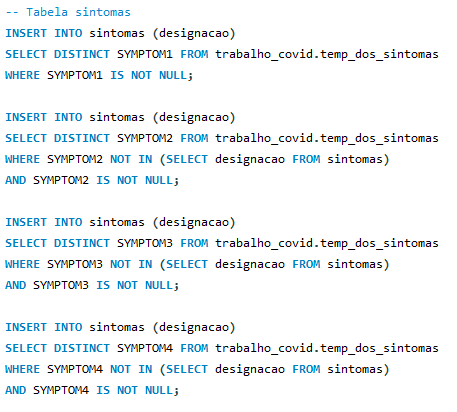 -- Tabela sintomas
INSERT INTO sintomas (designacao)
SELECT DISTINCT SYMPTOM1 FROM trabalho_covid.temp_dos_sintomas
WHERE SYMPTOM1 IS NOT NULL;

INSERT INTO sintomas (designacao)
SELECT DISTINCT SYMPTOM2 FROM trabalho_covid.temp_dos_sintomas
WHERE SYMPTOM2 NOT IN (SELECT designacao FROM sintomas)
AND SYMPTOM2 IS NOT NULL;

INSERT INTO sintomas (designacao)
SELECT DISTINCT SYMPTOM3 FROM trabalho_covid.temp_dos_sintomas
WHERE SYMPTOM3 NOT IN (SELECT designacao FROM sintomas)
AND SYMPTOM3 IS NOT NULL;

INSERT INTO sintomas (designacao)
SELECT DISTINCT SYMPTOM4 FROM trabalho_covid.temp_dos_sintomas
WHERE SYMPTOM4 NOT IN (SELECT designacao FROM sintomas)
AND SYMPTOM4 IS NOT NULL;